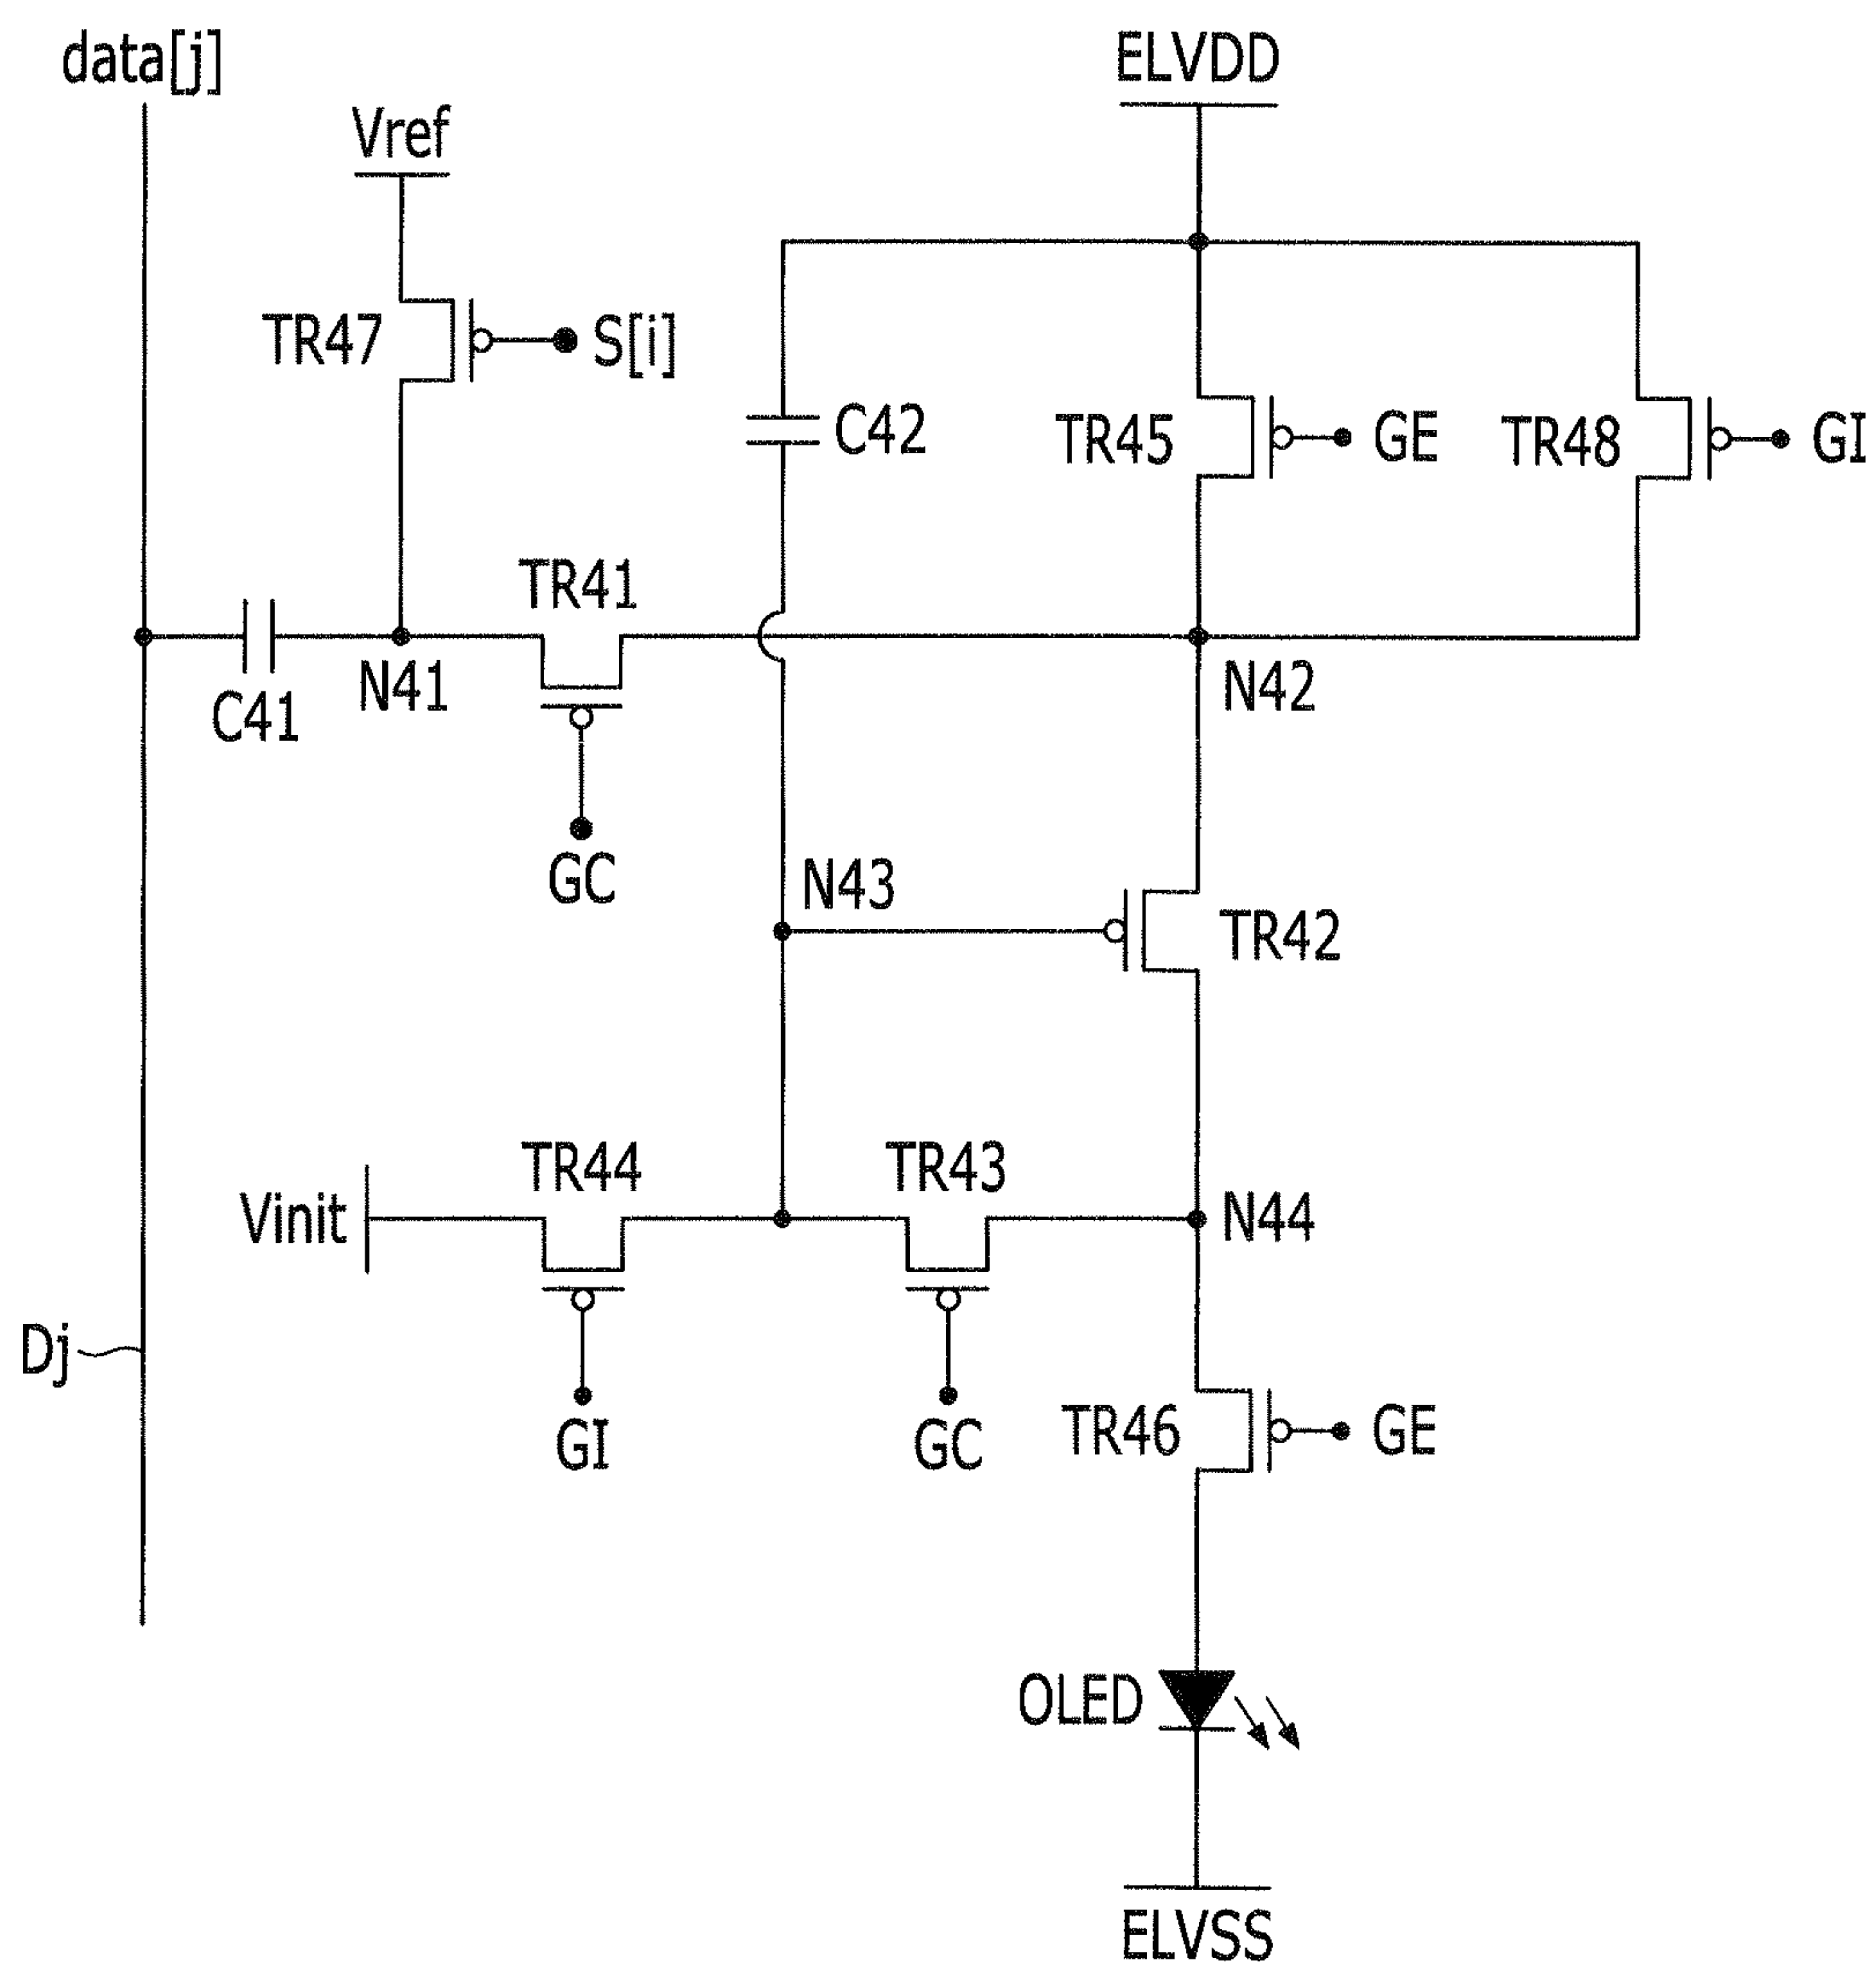 data[j]
ELVDD
Vref
TR47
S[i]
C42
TR45
GE
TR48
GI
TR41
N41
N42
C41
GC
N43
TR42
TR44
TR43
Vinit
N44
Dj
GI
GC
TR46
GE
OLED
ELVSS